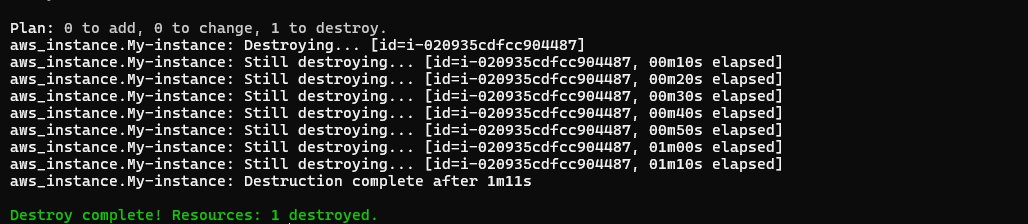 Plan: 0 to add, 0 to change, 1 to destroy.
aws_instance.My-instance: Destroying... [id=i-020935cdfcc904487]
aws_instance.My-instance: Still destroying... [id=i-020935cdfcc904487, 00m10s elapsed]
aws_instance.My-instance: Still destroying... [id=i-020935cdfcc904487, 00m20s elapsed]
aws_instance.My-instance: Still destroying... [id=i-020935cdfcc904487, 00m30s elapsed]
aws_instance.My-instance: Still destroying... [id=i-020935cdfcc904487, 00m40s elapsed]
aws_instance.My-instance: Still destroying... [id=i-020935cdfcc904487, 00m50s elapsed]
aws_instance.My-instance: Still destroying... [id=i-020935cdfcc904487, 01m00s elapsed]
aws_instance.My-instance: Still destroying... [id=i-020935cdfcc904487, 01m10s elapsed]
aws_instance.My-instance: Destruction complete after 1m11s
Destroy complete! Resources: 1 destroyed.